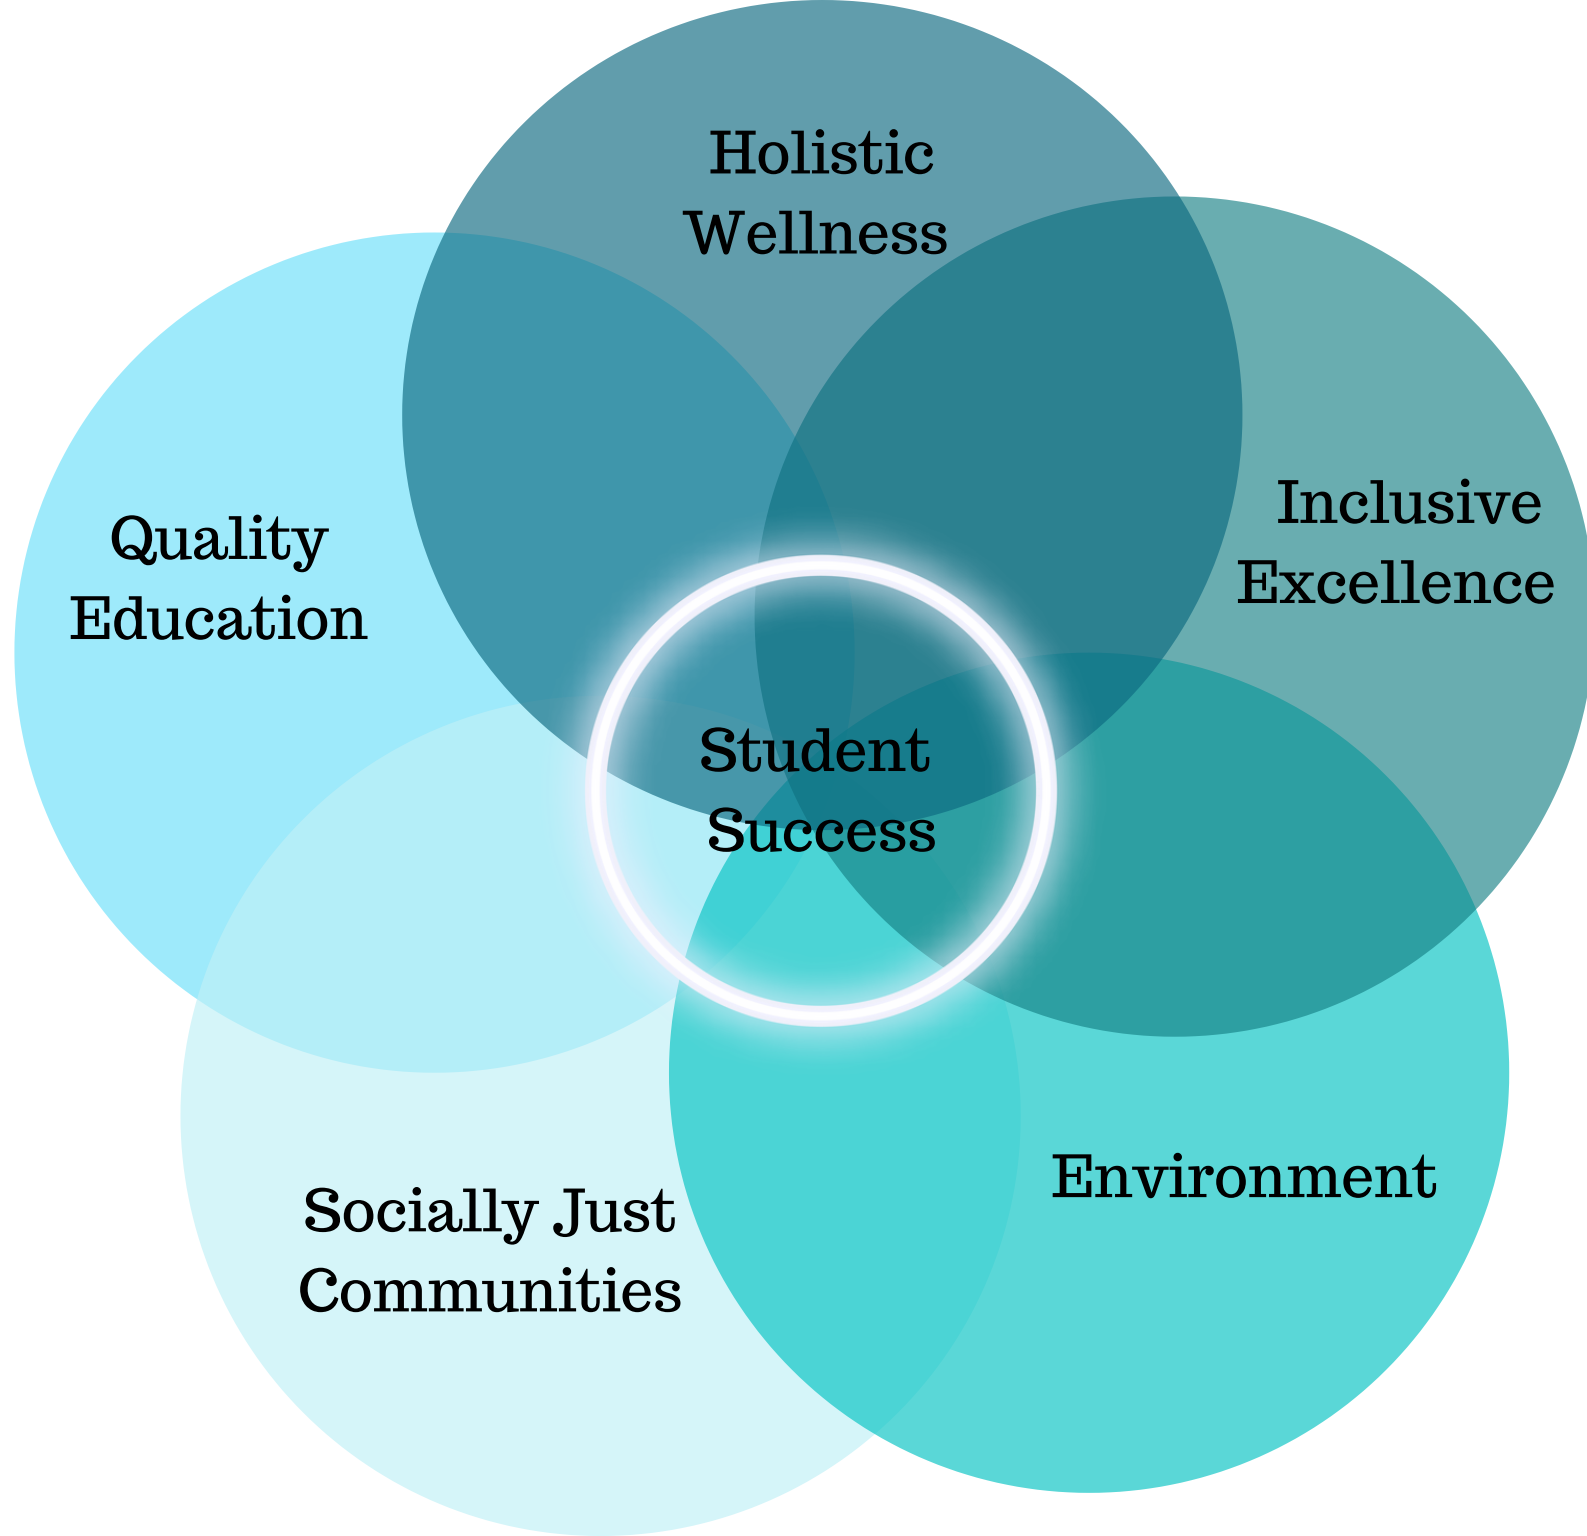 Holistic
Wellness
Inclusive
Excellence
Quality
Education
Student
Success
Environment
Socially Just
Communities